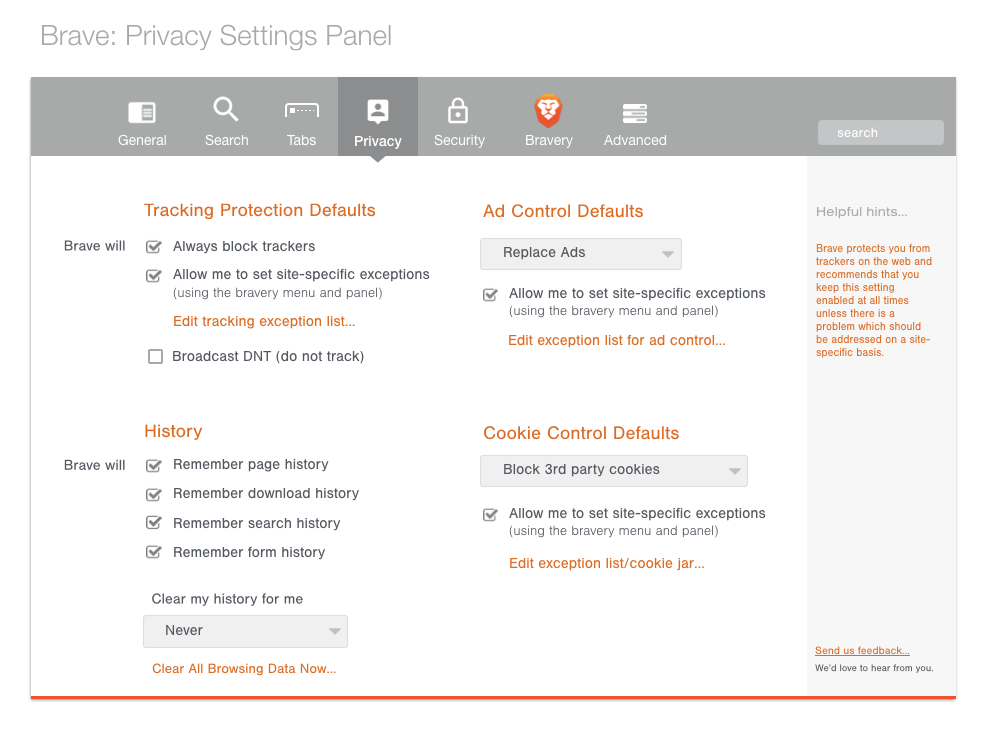 Brave: Privacy Settings Panel
General
Search
Tabs
Privacy
Security
Bravery
Advanced
search
Tracking Protection Defaults
Brave will
Always block trackers
Allow me to set site-specific exceptions
(using the bravery menu and panel)
Edit tracking exception list...
Broadcast DNT (do not track)
Ad Control Defaults
Replace Ads
Allow me to set site-specific exceptions
(using the bravery menu and panel)
Edit exception list for ad control...
History
Brave will
Remember page history
Remember download history
Remember search history
Remember form history
Clear my history for me
Never
Clear All Browsing Data Now...
Cookie Control Defaults
Block 3rd party cookies
Allow me to set site-specific exceptions
(using the bravery menu and panel)
Edit exception list/cookie jar...
Helpful hints...
Brave protects you from
trackers on the web and
recommends that you
keep this setting
enabled at all times
unless there is a
problem which should
be addressed on a site-
specific basis.
Send us feedback...
We'd love to hear from you.